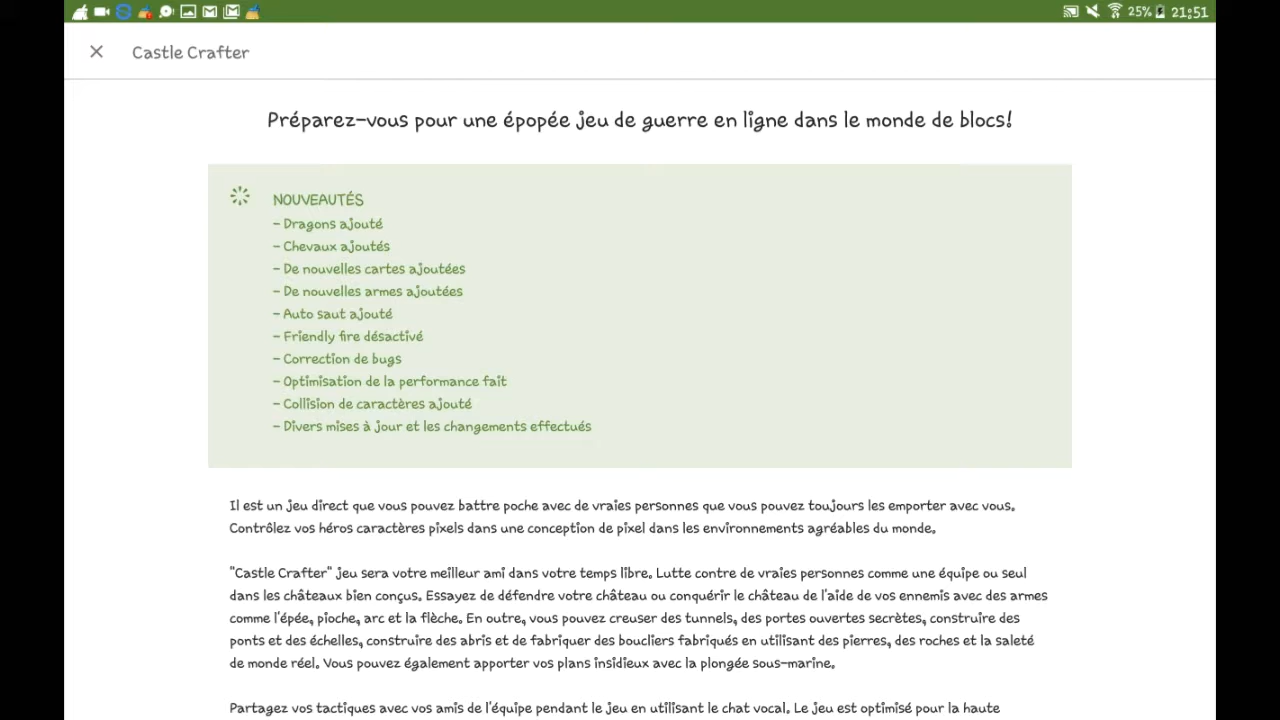 25% 21:51
Castle Crafter
Préparez-vous pour une épopée jeu de guerre en ligne dans le monde de blocs!
NOUVEAUTÉS
- Dragons ajouté
- Chevaux ajoutés
- De nouvelles cartes ajoutées
- De nouvelles armes ajoutées
- Auto saut ajouté
- Friendly fire désactivé
- Correction de bugs
- Optimisation de la performance fait
- Collision de caractères ajouté
- Divers mises à jour et les changements effectués
Il est un jeu direct que vous pouvez battre poche avec de vraies personnes que vous pouvez toujours les emporter avec vous.
Contrôlez vos héros caractères pixels dans une conception de pixel dans les environnements agréables du monde.
"Castle Crafter" jeu sera votre meilleur ami dans votre temps libre. Lutte contre de vraies personnes comme une équipe ou seul
dans les châteaux bien conçus. Essayez de défendre votre château ou conquérir le château de l'aide de vos ennemis avec des armes
comme l'épée, pioche, arc et la flèche. En outre, vous pouvez creuser des tunnels, des portes ouvertes secrètes, construire des
ponts et des échelles, construire des abris et de fabriquer des boucliers fabriqués en utilisant des pierres, des roches et la saleté
de monde réel. Vous pouvez également apporter vos plans insidieux avec la plongée sous-marine.
Partagez vos tactiques avec vos amis de l'équipe pendant le jeu en utilisant le chat vocal. Le jeu est optimisé pour la haute